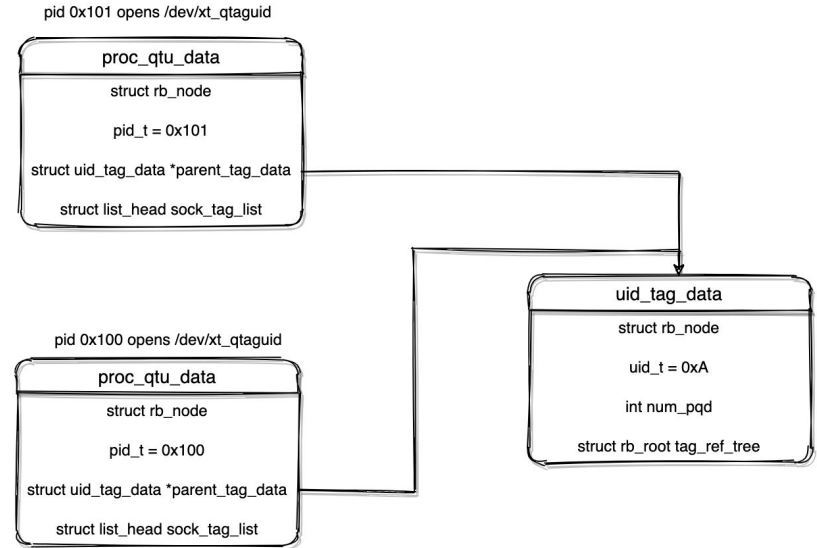 pid 0x101 opens /dev/xt_qtaguid
proc_qtu_data
struct rb_node
pid_t = 0x101
struct uid_tag_data *parent_tag_data
struct list_head sock_tag_list
uid_tag_data
struct rb_node
uid_t = 0xA
int num_pqd
struct rb_root tag_ref_tree
pid 0x100 opens /dev/xt_qtaguid
proc_qtu_data
struct rb_node
pid_t = 0x100
struct uid_tag_data *parent_tag_data
struct list_head sock_tag_list